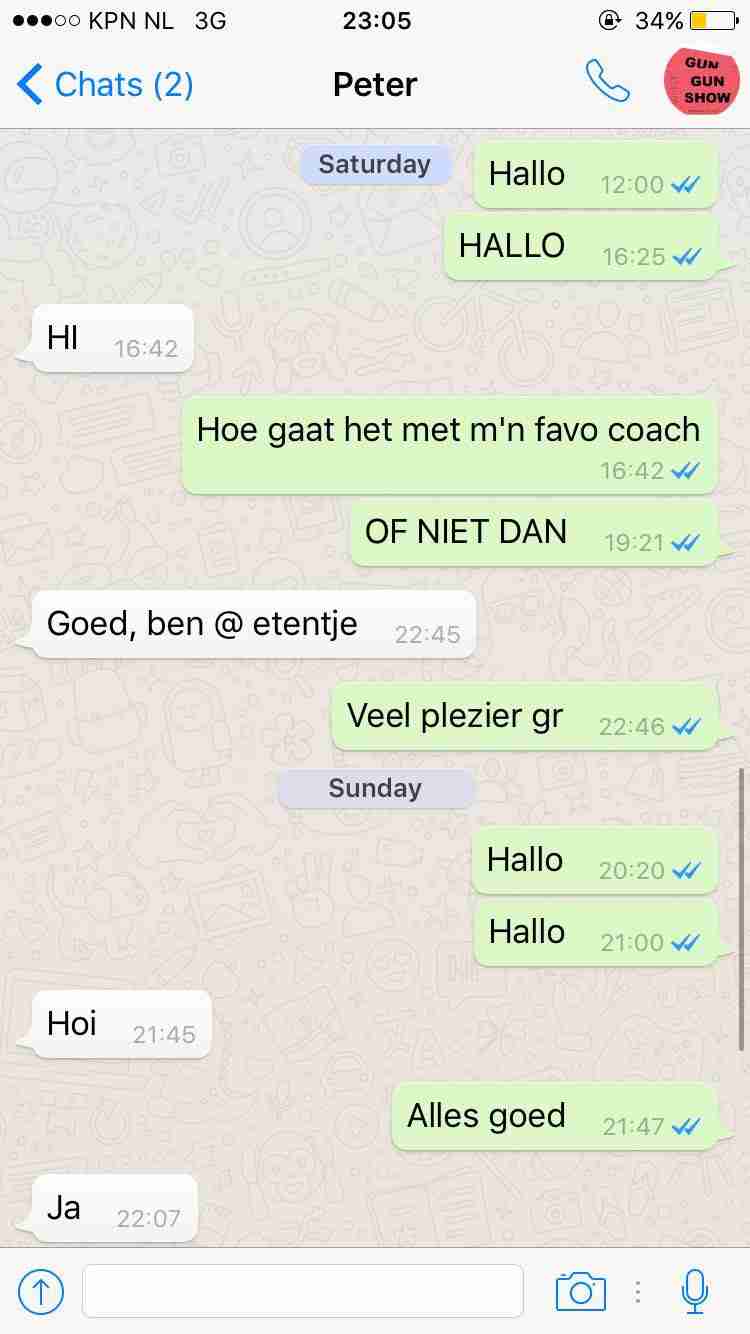 KPN NL 3G 23:05 34%
Chats (2) Peter
GUN
GUN
SHOW
Saturday
Hallo 12:00
HALLO 16:25
HI 16:42
Hoe gaat het met m'n favo coach
16:42
OF NIET DAN 19:21
Goed, ben @ etentje 22:45
Veel plezier gr 22:46
Sunday
Hallo 20:20
Hallo 21:00
Hoi 21:45
Alles goed 21:47
Ja 22:07